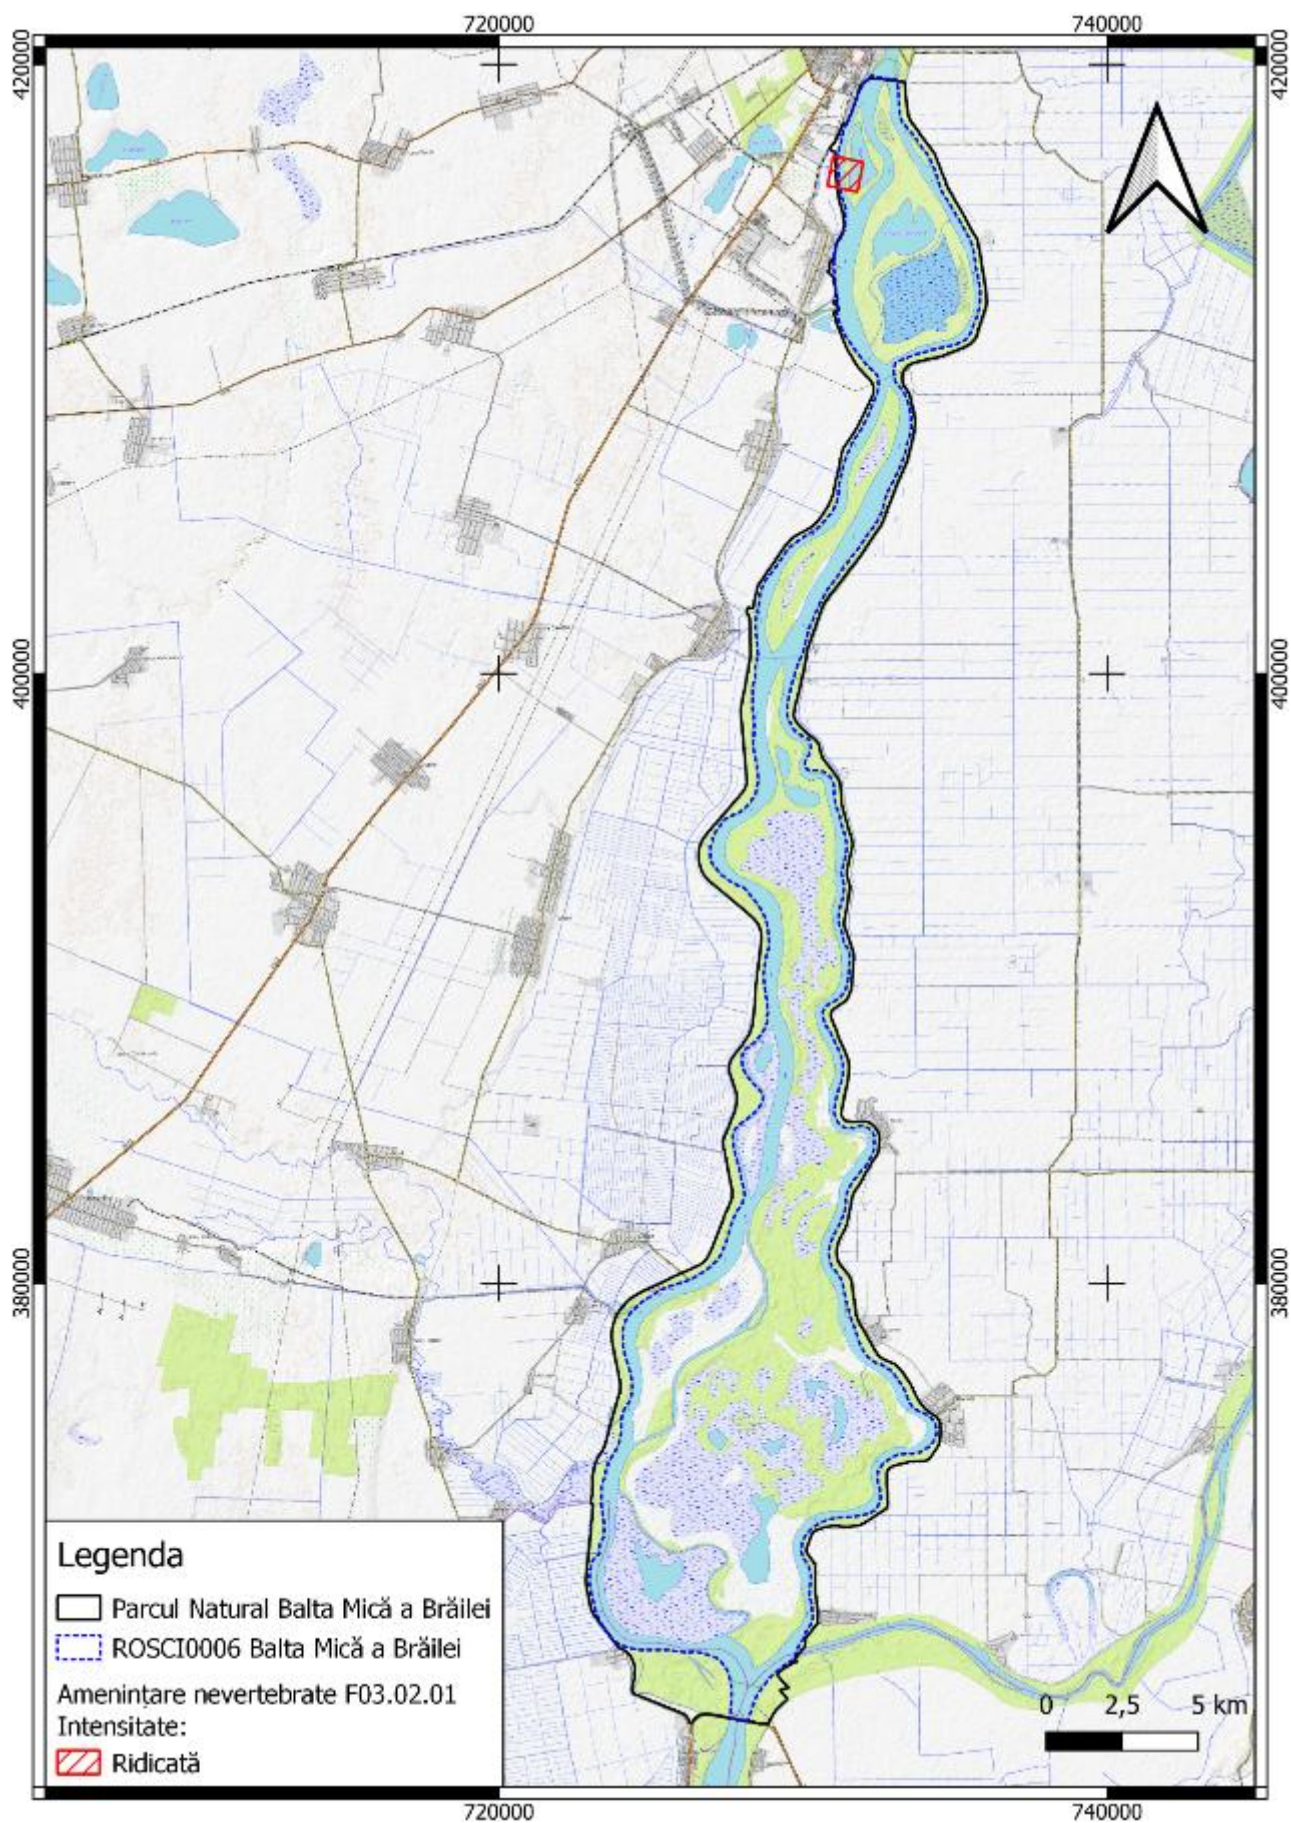 720000
740000
420000
420000
400000
400000
380000
380000
Legenda
Parcul Natural Balta Mică a Brăilei
ROSCI0006 Balta Mică a Brăilei
Amenințare nevertebrate F03.02.01
Intensitate:
Ridicată
0 2,5 5 km
720000
740000